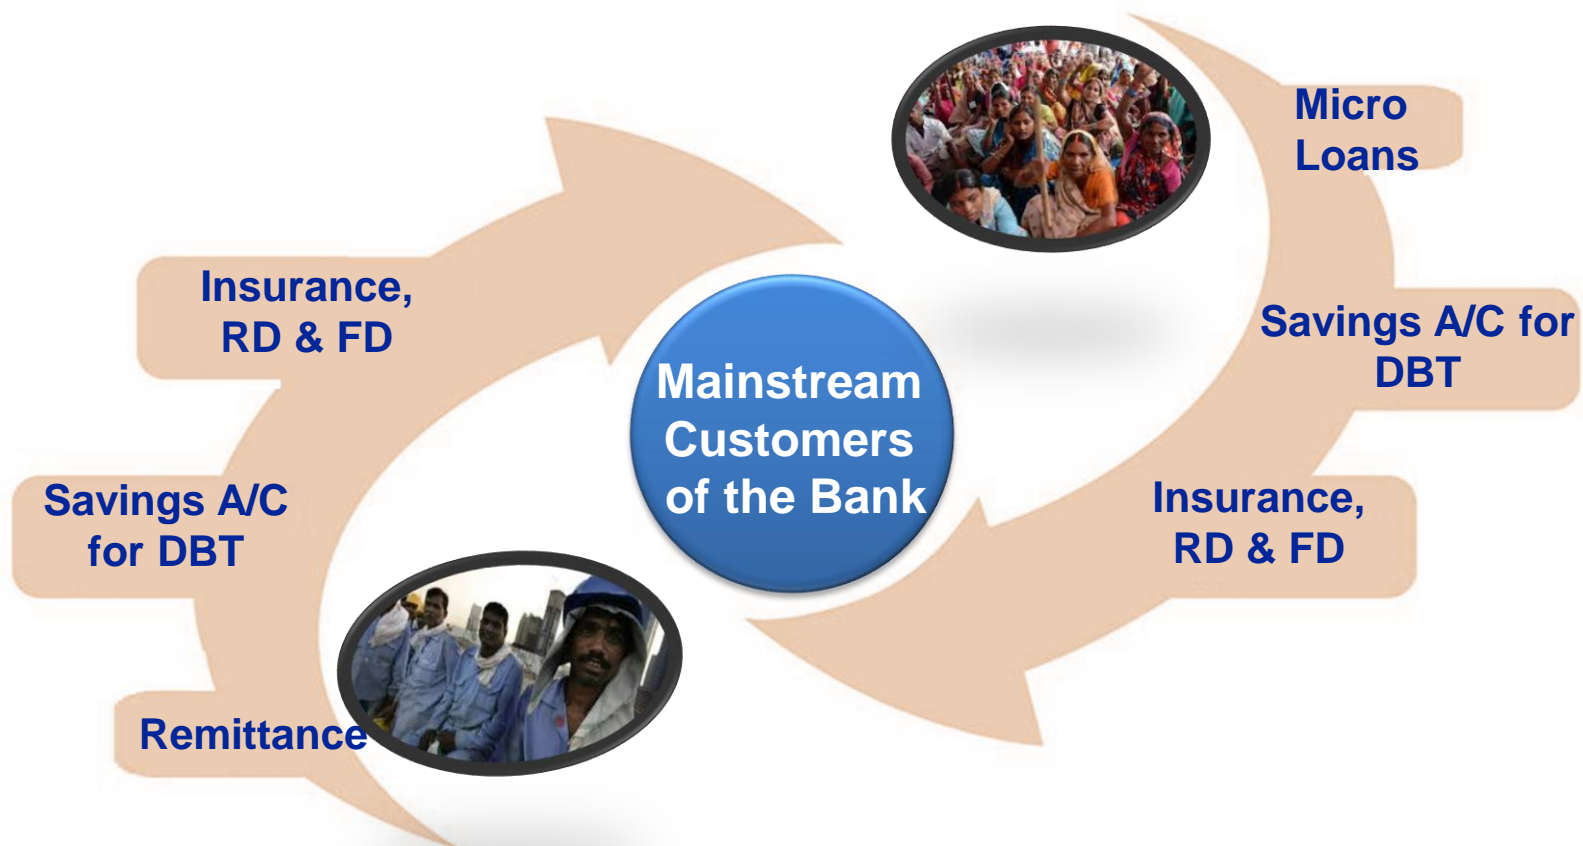 Micro
Loans
Insurance,
RD & FD
Savings A/C for
DBT
Mainstream
Customers
of the Bank
Savings A/C
for DBT
Insurance,
RD & FD
Remittance